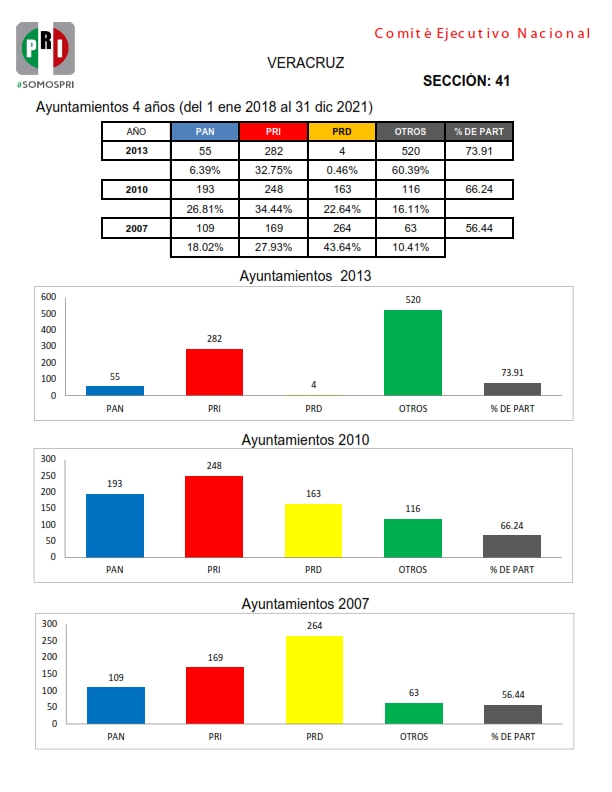 Comité Ejecutivo Nacional
PRI
#SOMOSPRI
VERACRUZ
SECCIÓN: 41
Ayuntamientos 4 años (del 1 ene 2018 al 31 dic 2021)
AÑO PAN PRI PRD OTROS % DE PART
2013 55 282 4 520 73.91
6.39% 32.75% 0.46% 60.39%
2010 193 248 163 116 66.24
26.81% 34.44% 22.64% 16.11%
2007 109 169 264 63 56.44
18.02% 27.93% 43.64% 10.41%
Ayuntamientos 2013
600
500
400
300
200
100
0
55 282 4 520 73.91
PAN PRI PRD OTROS % DE PART
Ayuntamientos 2010
300
250
200
150
100
50
0
193 248 163 116 66.24
PAN PRI PRD OTROS % DE PART
Ayuntamientos 2007
300
250
200
150
100
50
0
109 169 264 63 56.44
PAN PRI PRD OTROS % DE PART